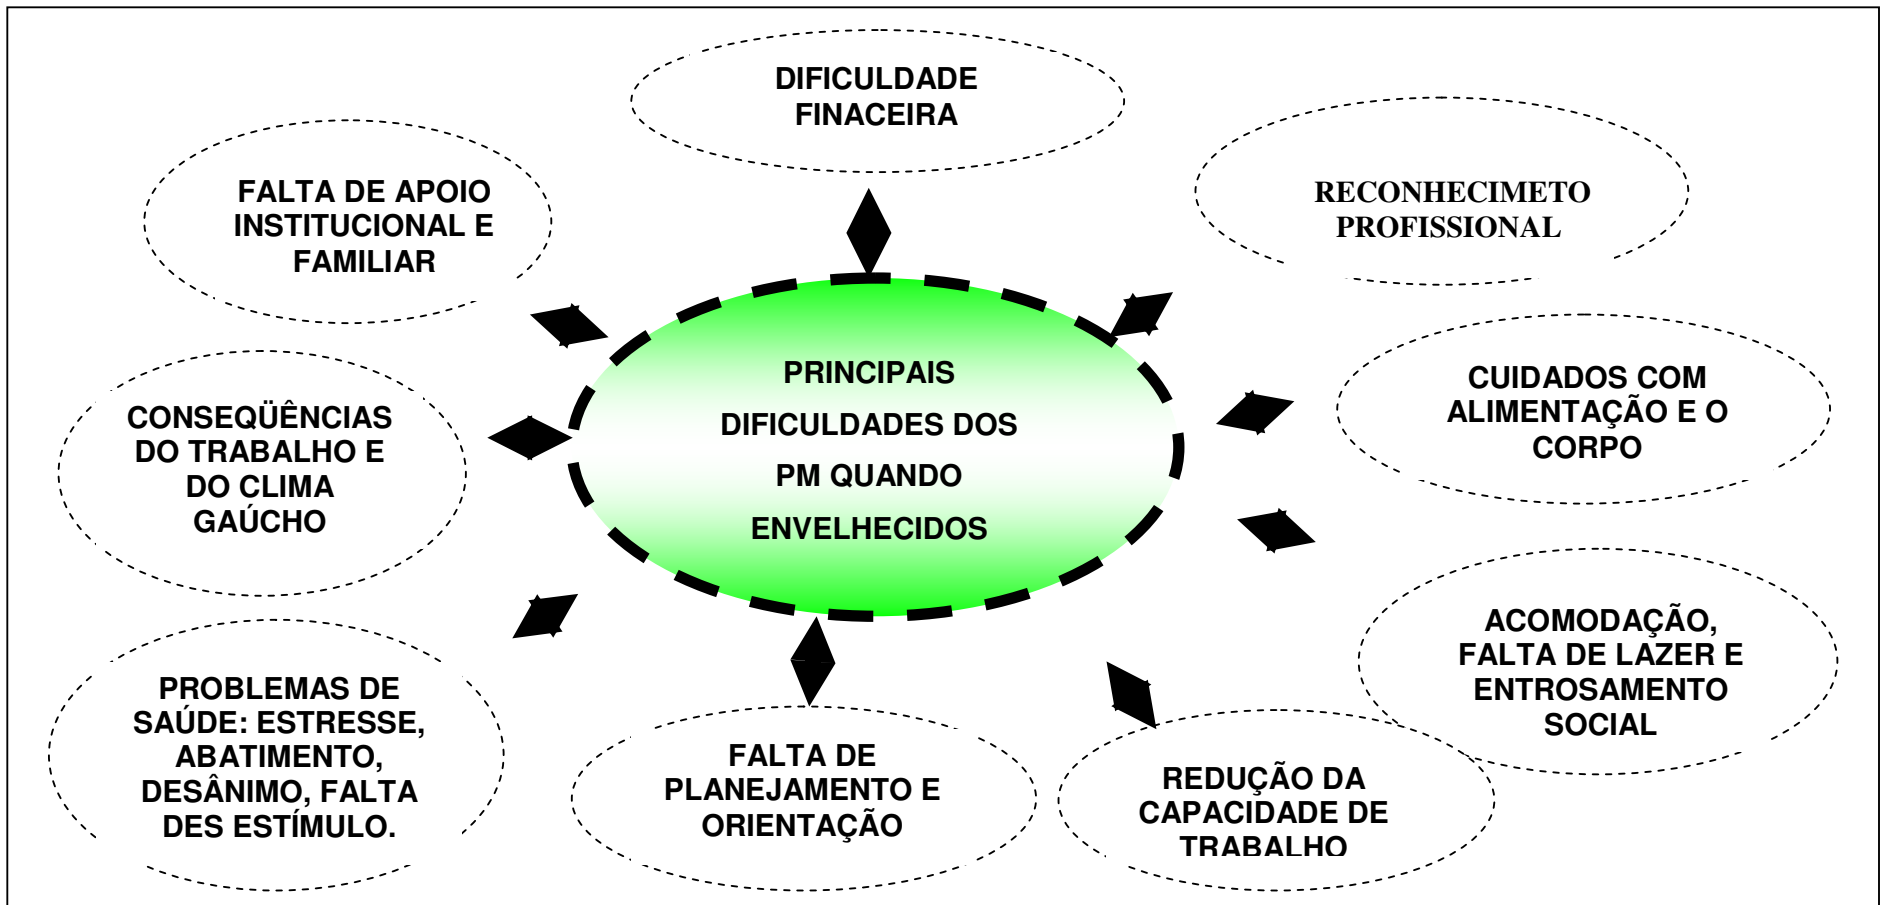 DIFICULDADE
FINACEIRA
FALTA DE APOIO
INSTITUCIONAL E
FAMILIAR
RECONHECIMETO
PROFISSIONAL
PRINCIPAIS
DIFICULDADES DOS
PM QUANDO
ENVELHECIDOS
CUIDADOS COM
ALIMENTAÇÃO E O
CORPO
CONSEQÜÊNCIAS
DO TRABALHO E
DO CLIMA
GAÚCHO
ACOMODAÇÃO,
FALTA DE LAZER E
ENTROSAMENTO
SOCIAL
PROBLEMAS DE
SAÚDE: ESTRESSE,
ABATIMENTO,
DESÂNIMO, FALTA
DES ESTÍMULO.
FALTA DE
PLANEJAMENTO E
ORIENTAÇÃO
REDUÇÃO DA
CAPACIDADE DE
TRABALHO